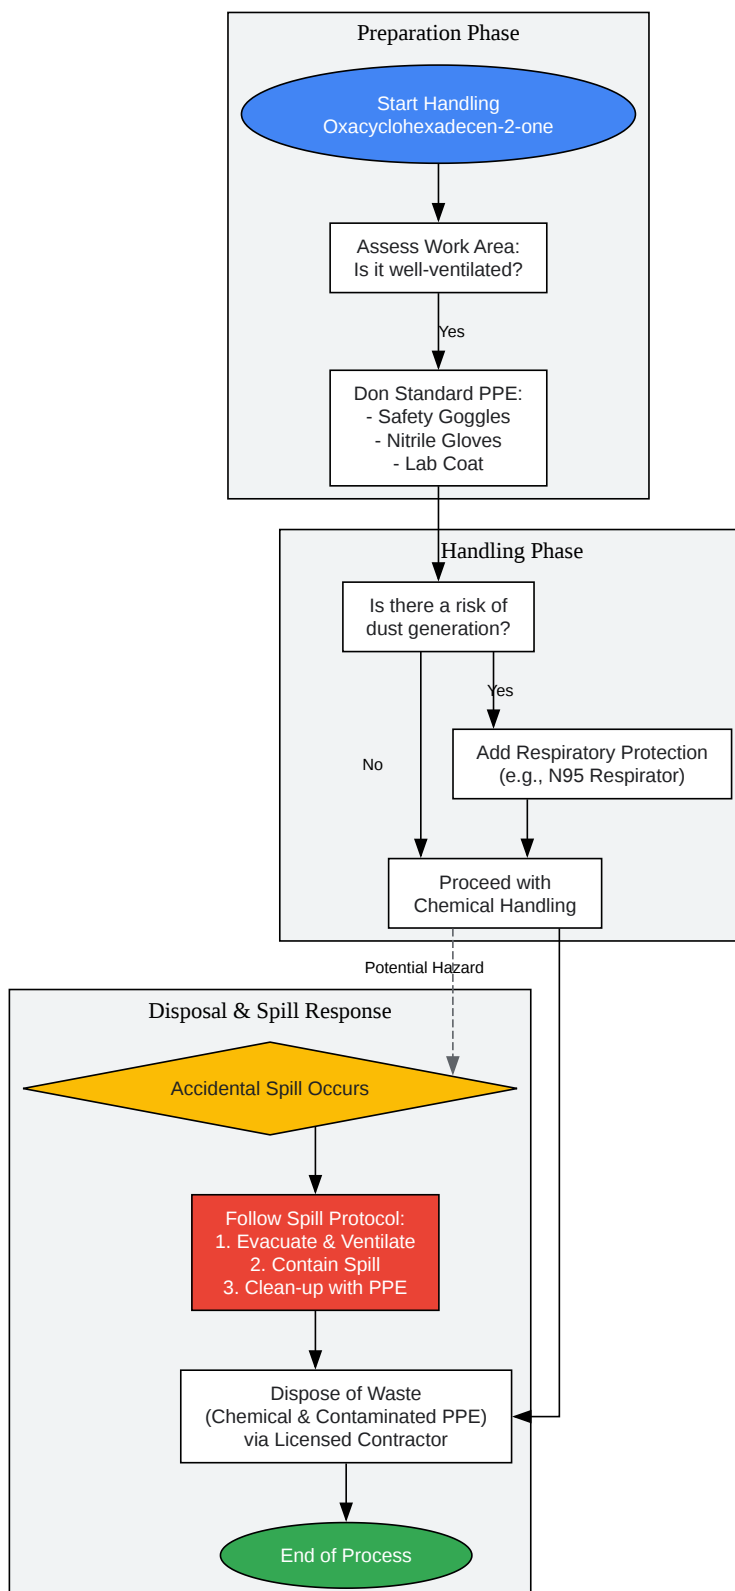 Preparation Phase
Start Handling
Oxacyclohexadecen-2-one
Assess Work Area:
Is it well-ventilated?
Yes
Don Standard PPE:
- Safety Goggles
- Nitrile Gloves
- Lab Coat
Handling Phase
Is there a risk of
dust generation?
Yes
No
Add Respiratory Protection
(e.g., N95 Respirator)
Proceed with
Chemical Handling
Potential Hazard
Disposal & Spill Response
Accidental Spill Occurs
Follow Spill Protocol:
1. Evacuate & Ventilate
2. Contain Spill
3. Clean-up with PPE
Dispose of Waste
(Chemical & Contaminated PPE)
via Licensed Contractor
End of Process